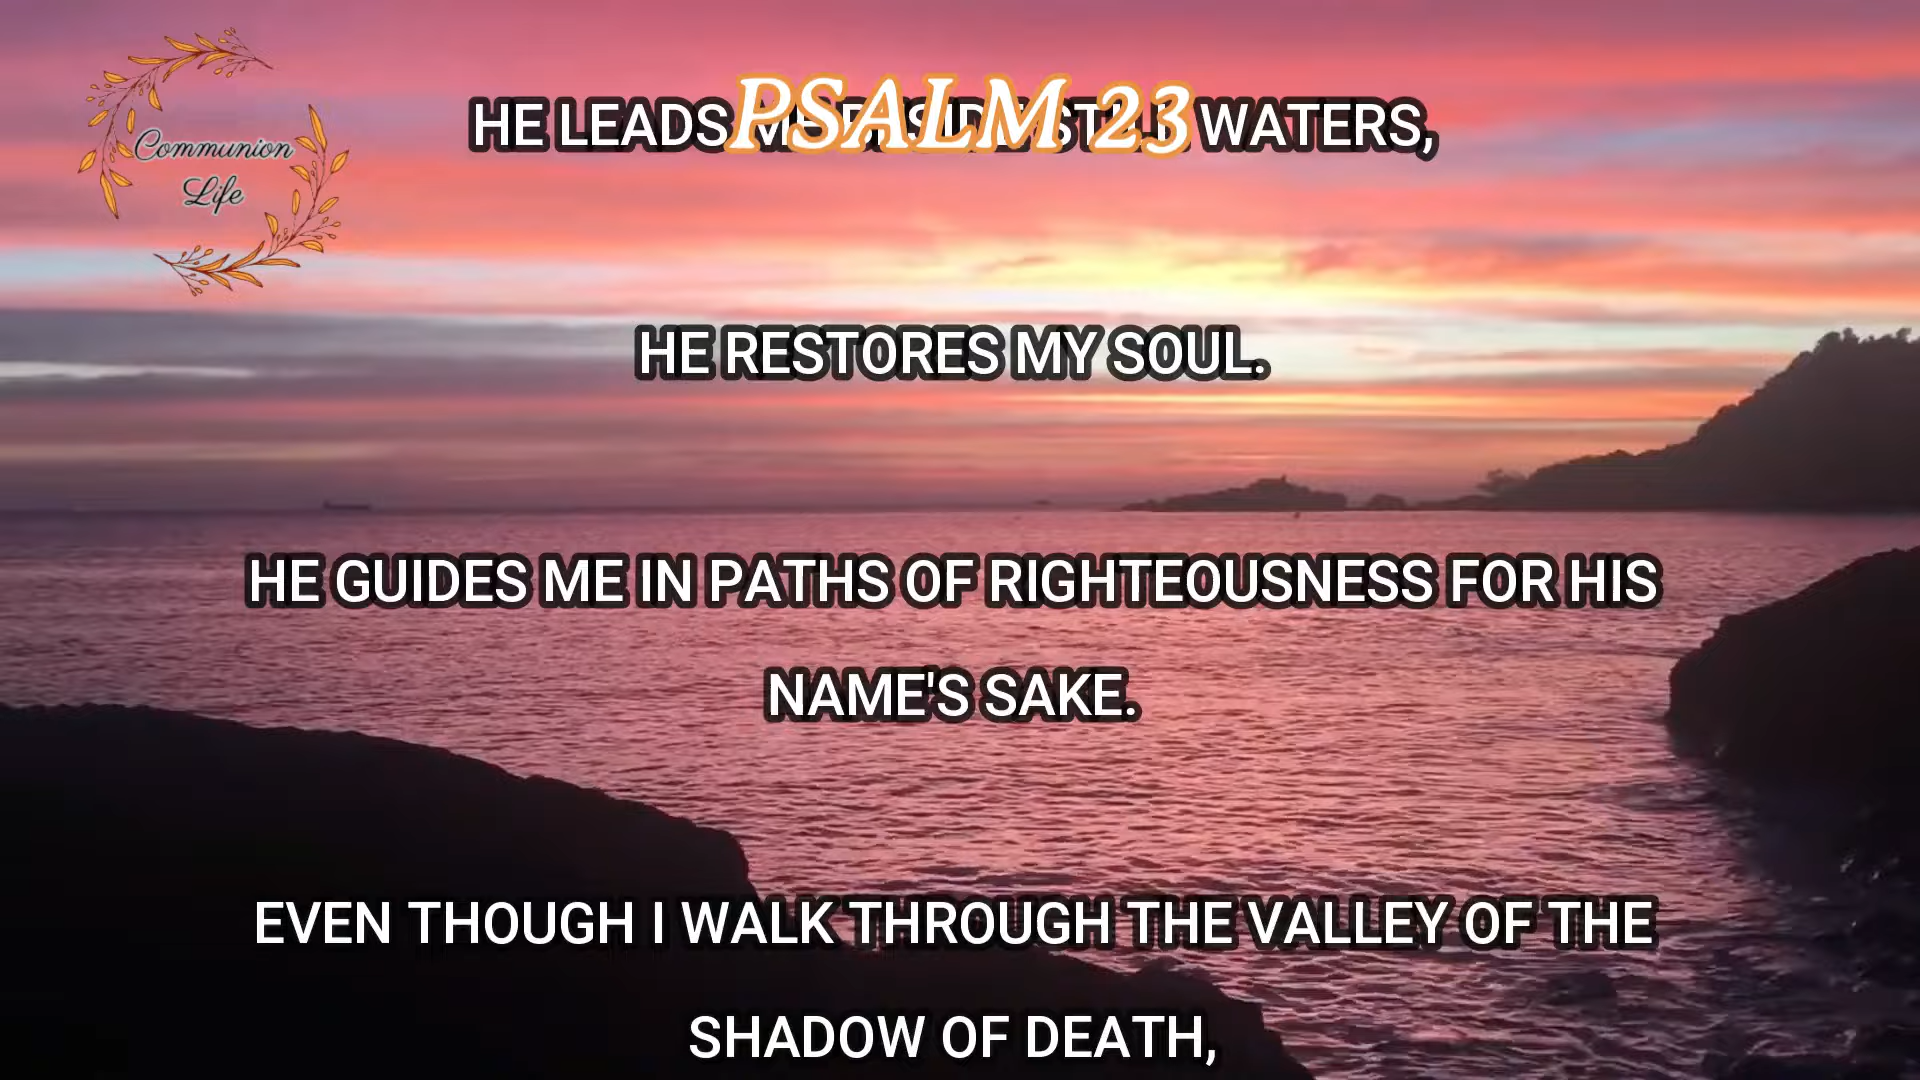 Communion
Life
PSALM 23
HE LEADS WATERS,
HE RESTORES MY SOUL.
HE GUIDES ME IN PATHS OF RIGHTEOUSNESS FOR HIS
NAME'S SAKE.
EVEN THOUGH I WALK THROUGH THE VALLEY OF THE
SHADOW OF DEATH,